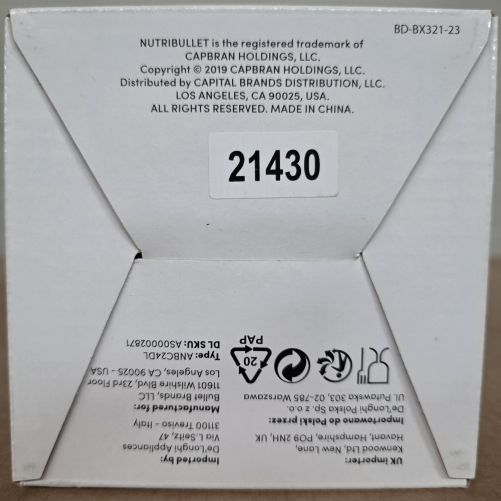 BD-BX321-23
NUTRIBULLET is the registered trademark of
CAPBRAN HOLDINGS, LLC.
Copyright © 2019 CAPBRAN HOLDINGS, LLC.
Distributed by CAPITAL BRANDS DISTRIBUTION, LLC.
LOS ANGELES, CA 90025, USA.
ALL RIGHTS RESERVED. MADE IN CHINA.
21430
Imported by:
De'Longhi Appliances
Via L.Seitz, 47,
31100 Treviso - Italy
Manufactured for:
Bullet Brands, LLC
11601 Wilshire Blvd, 23rd Floor
Los Angeles, CA 90025 - USA
Type: ANBC24DL
DL SKU: AS00002871
UK importer:
Kenwood Ltd, New Lane,
Havant, Hampshire, PO9 2NH, UK
Importowane do Polski przez:
De'Longhi Polska Sp. z o.o.
Ul. Puławska 303, 02-785 Warszawa
20
PAP